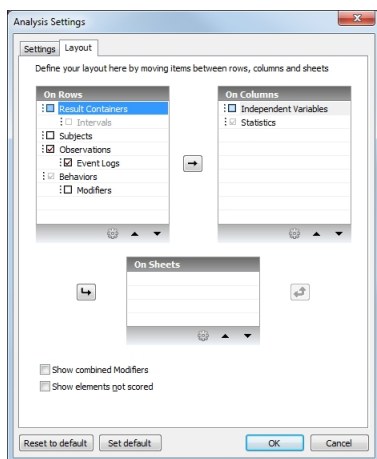 Analysis Settings
Settings Layout
Define your layout here by moving items between rows, columns and sheets
On Rows
Result Containers
Intervals
Subjects
Observations
Event Logs
Behaviors
Modifiers
On Columns
Independent Variables
Statistics
On Sheets
Show combined Modifiers
Show elements not scored
Reset to default Set default OK Cancel